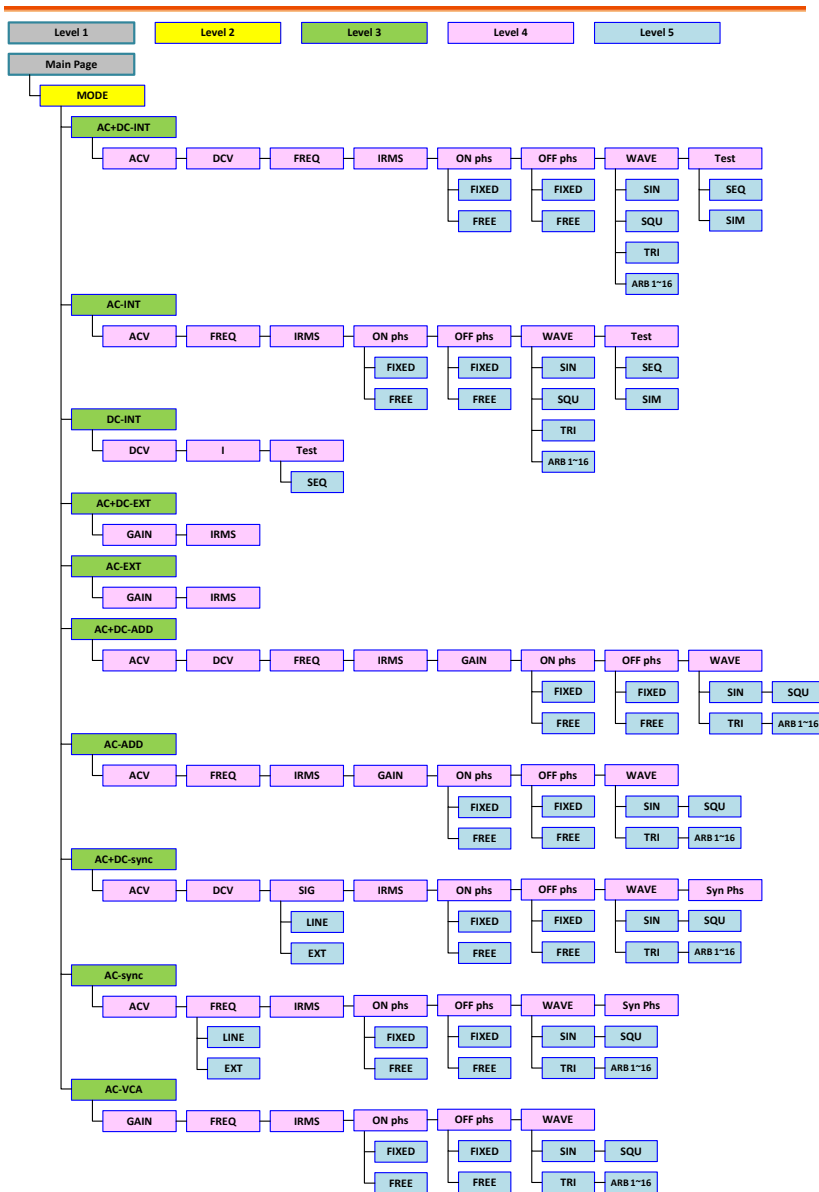 Level 1 Level 2 Level 3 Level 4 Level 5
Main Page
MODE
AC+DC-INT
ACV DCV FREQ IRMS ON phs OFF phs WAVE Test
FIXED FIXED SIN SEQ
FREE FREE SQU SIM
TRI
ARB 1~16
AC-INT
ACV FREQ IRMS ON phs OFF phs WAVE Test
FIXED FIXED SIN SEQ
FREE FREE SQU SIM
TRI
ARB 1~16
DC-INT
DCV I Test
SEQ
AC+DC-EXT
GAIN IRMS
AC-EXT
GAIN IRMS
AC+DC-ADD
ACV DCV FREQ IRMS GAIN ON phs OFF phs WAVE
FIXED FIXED SIN SQU
FREE FREE TRI ARB 1~16
AC-ADD
ACV FREQ IRMS GAIN ON phs OFF phs WAVE
FIXED FIXED SIN SQU
FREE FREE TRI ARB 1~16
AC+DC-sync
ACV DCV SIG IRMS ON phs OFF phs WAVE Syn Phs
LINE FIXED FIXED SIN SQU
EXT FREE FREE TRI ARB 1~16
AC-sync
ACV FREQ IRMS ON phs OFF phs WAVE Syn Phs
LINE FIXED FIXED SIN SQU
EXT FREE FREE TRI ARB 1~16
AC-VCA
GAIN FREQ IRMS ON phs OFF phs WAVE
FIXED FIXED SIN SQU
FREE FREE TRI ARB 1~16